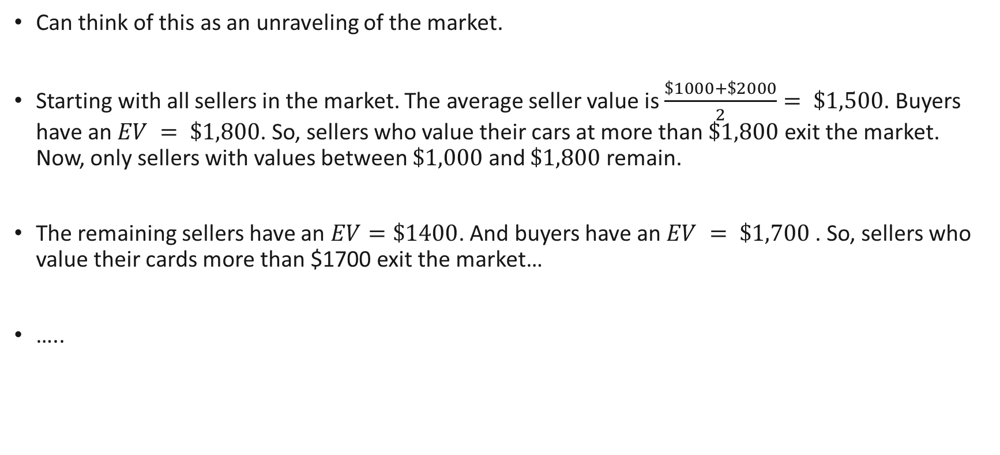 • Can think of this as an unraveling of the market.
• Starting with all sellers in the market. The average seller value is $1000+$2000/2 = $1,500. Buyers
have an EV = $1,800. So, sellers who value their cars at more than $1,800 exit the market.
Now, only sellers with values between $1,000 and $1,800 remain.
• The remaining sellers have an EV = $1400. And buyers have an EV = $1,700 . So, sellers who
value their cards more than $1700 exit the market...
• .....